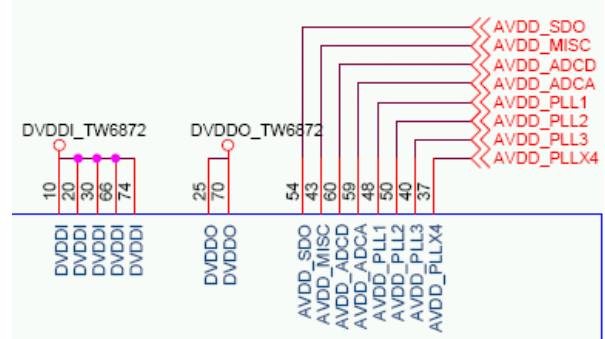 AVDD_SDO
AVDD_MISC
AVDD_ADCD
AVDD_ADCA
AVDD_PLL1
AVDD_PLL2
AVDD_PLL3
AVDD_PLLX4
DVDDI_TW6872 DVDDO_TW6872
10 20 30 66 74 25 70 54 43 60 59 48 50 40 37
DVDDI DVDDI DVDDI DVDDI DVDDI DVDDO DVDDO AVDD_SDO AVDD_MISC AVDD_ADCD AVDD_ADCA AVDD_PLL1 AVDD_PLL2 AVDD_PLL3 AVDD_PLLX4